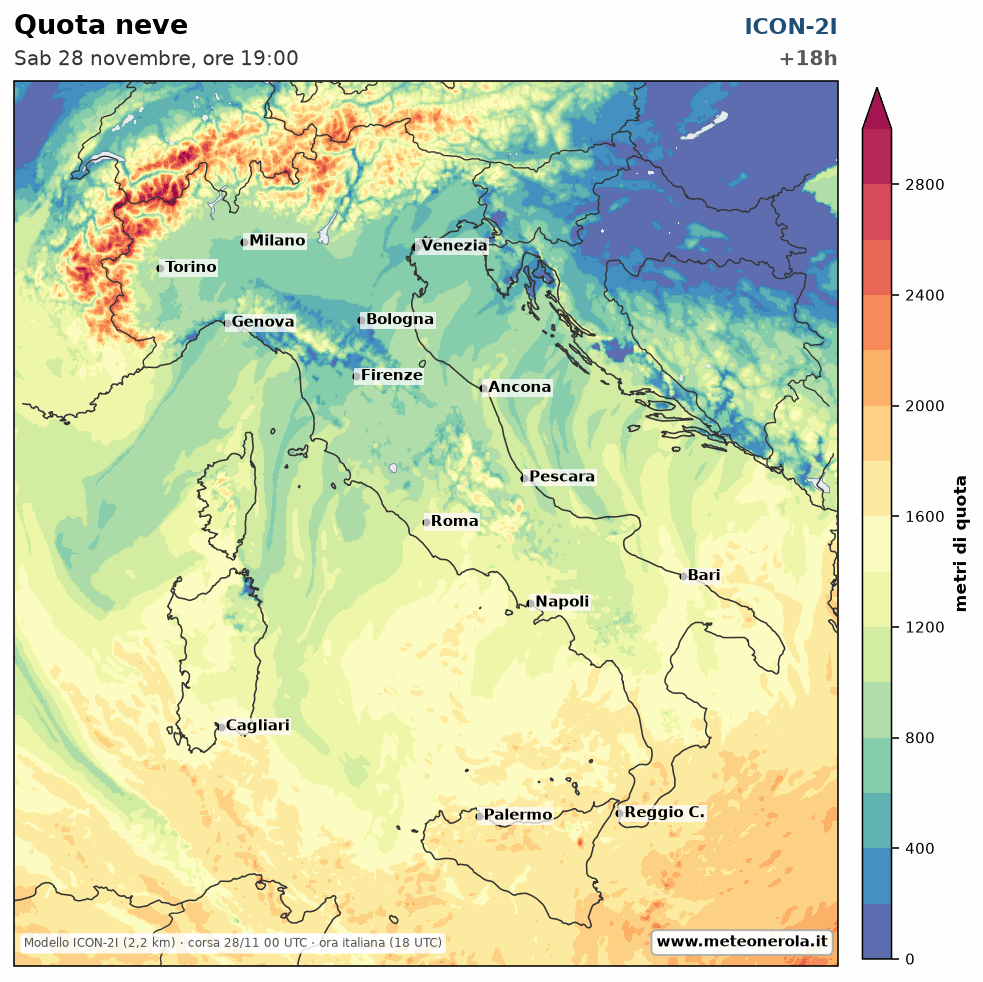 Quota neve
ICON-2I
Sab 28 novembre, ore 19:00
+18h
Milano
Venezia
Torino
Genova
Bologna
Firenze
Ancona
Pescara
Roma
Bari
Napoli
Cagliari
Palermo
Reggio C.
2800
2400
2000
1600
1200
800
400
0
metri di quota
Modello ICON-2I (2,2 km) · corsa 28/11 00 UTC · ora italiana (18 UTC)
www.meteonerola.it